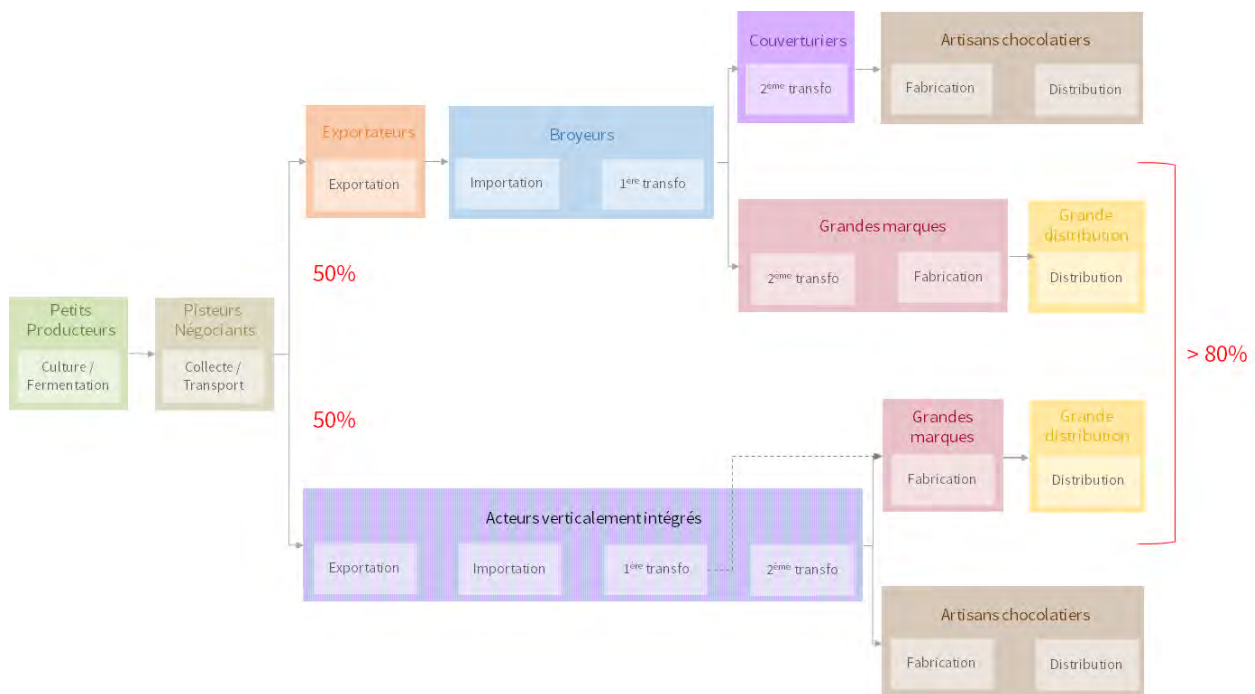 Couverturiers
2ème transfo
Artisans chocolatiers
Fabrication
Distribution
Exportateurs
Exportation
Broyeurs
Importation
1ère transfo
Grandes marques
2ème transfo
Fabrication
Grande
distribution
Distribution
50%
Petits
Producteurs
Culture /
Fermentation
Pisteurs
Négociants
Collecte /
Transport
> 80%
50%
Grandes
marques
Fabrication
Grande
distribution
Distribution
Acteurs verticalement intégrés
Exportation
Importation
1ère transfo
2ème transfo
Artisans chocolatiers
Fabrication
Distribution